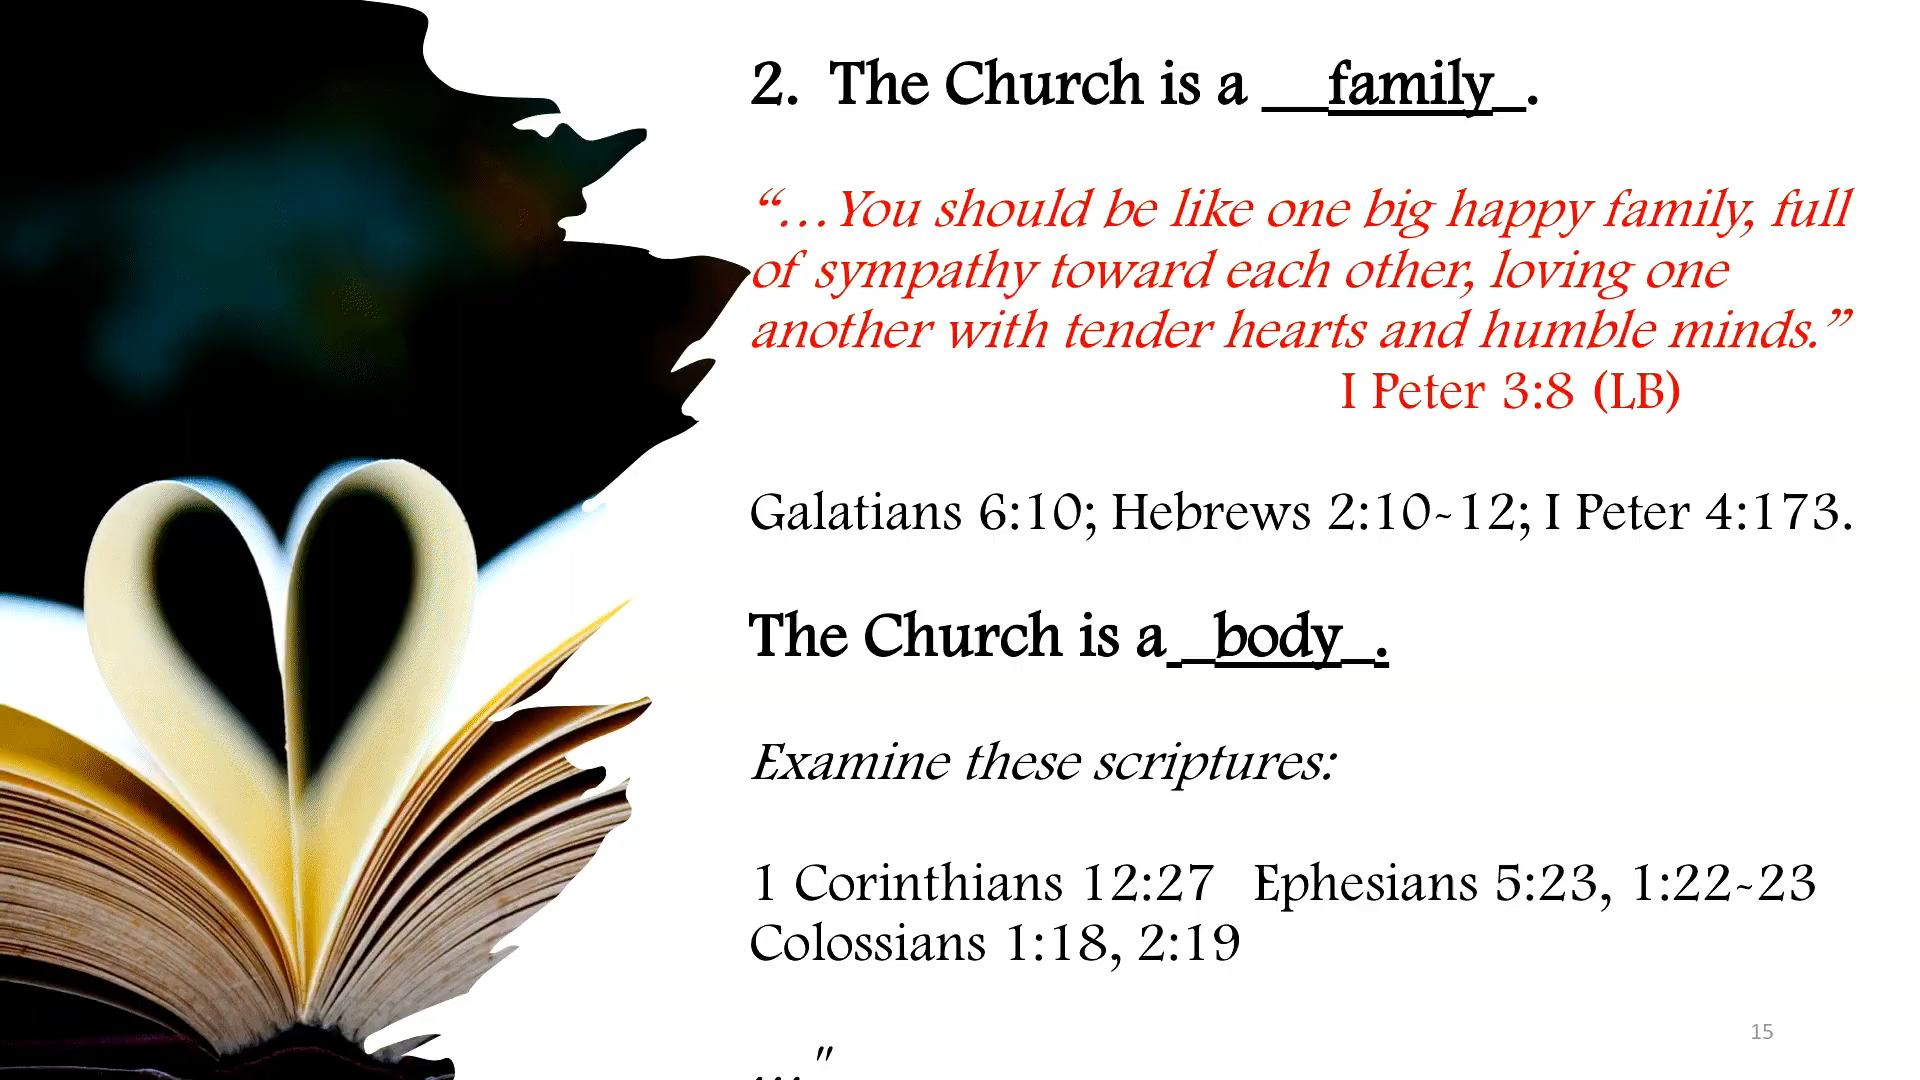 2. The Church is a __family_.
“…You should be like one big happy family, full
of sympathy toward each other, loving one
another with tender hearts and humble minds.”
I Peter 3:8 (LB)
Galatians 6:10; Hebrews 2:10-12; I Peter 4:173.
The Church is a _body_.
Examine these scriptures:
1 Corinthians 12:27 Ephesians 5:23, 1:22-23
Colossians 1:18, 2:19
15
…"